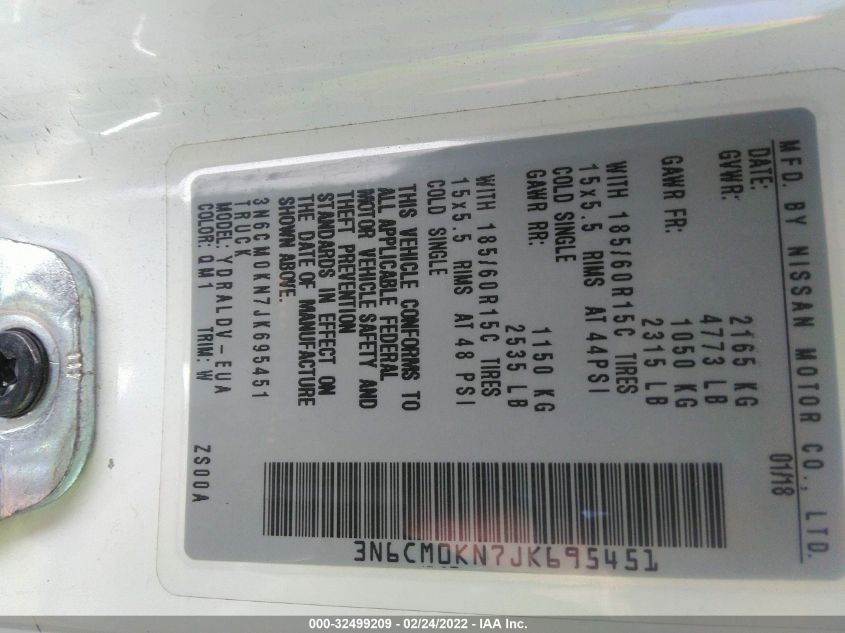 MFD. BY NISSAN MOTOR CO., LTD.
DATE: 01/18
GVWR: 2165 KG
4773 LB
GAWR FR: 1050 KG
2315 LB
WITH 185/60R15C TIRES
15x5.5 RIMS AT 44PSI
COLD SINGLE
GAWR RR: 1150 KG
2535 LB
WITH 185/60R15C TIRES
15x5.5 RIMS AT 48 PSI
COLD SINGLE
THIS VEHICLE CONFORMS TO
ALL APPLICABLE FEDERAL
MOTOR VEHICLE SAFETY AND
THEFT PREVENTION
STANDARDS IN EFFECT ON
THE DATE OF MANUFACTURE
SHOWN ABOVE.
3N6CM0KN7JK695451
TRUCK
MODEL: YDRALDV-EUA
COLOR: QM1 TRIM: W
ZS00A
3N6CM0KN7JK695451
000-32499209 - 02/24/2022 - IAA Inc.